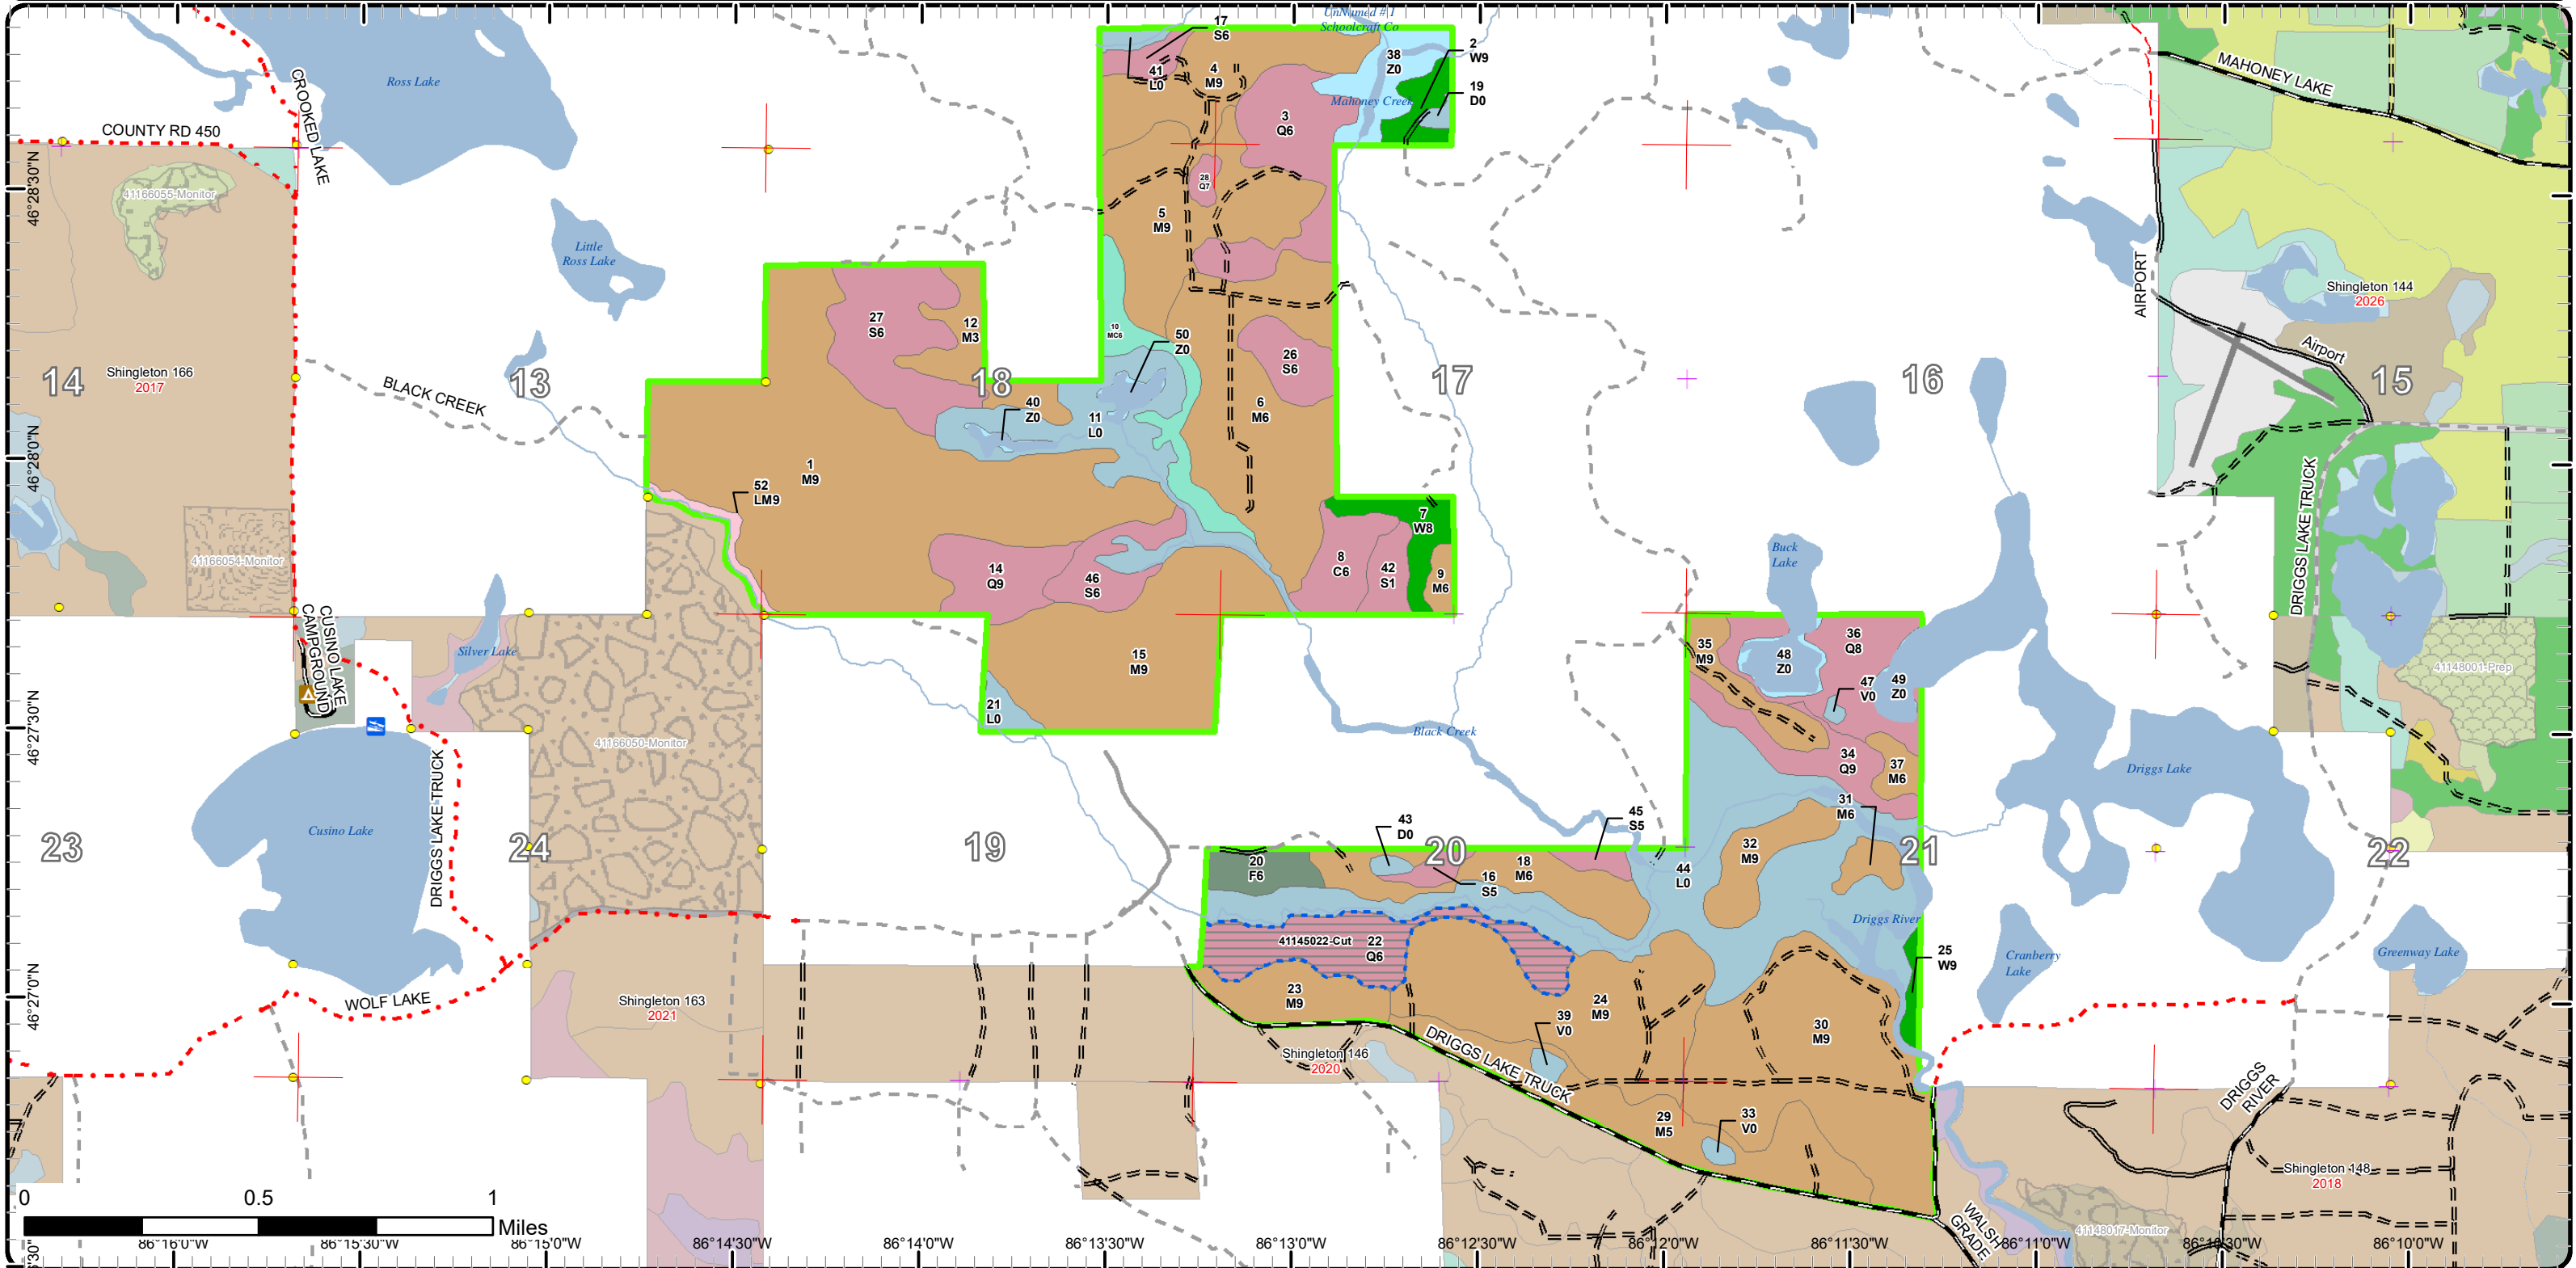 UnNamed # 1
Schoolcraft Co
17
S6
41
L0
4
M9
38
Z0
2
W9
19
D0
Mahoney Creek
3
Q6
28
Q7
5
M9
Ross Lake
CROOKED LAKE
COUNTY RD 450
41166055-Monitor
46°28'30"N
Little
Ross Lake
MAHONEY LAKE
AIRPORT
Shingleton 144
2026
Airport
14
Shingleton 166
2017
13
BLACK CREEK
27
S6
12
M3
18
10
MC6
50
Z0
26
S6
17
16
15
40
Z0
11
L0
6
M6
46°28'0"N
1
M9
52
LM9
DRIGGS LAKE TRUCK
7
W8
41166054-Monitor
14
Q9
46
S6
8
C6
42
S1
9
M6
Buck
Lake
CUSINO LAKE
CAMPGROUND
Silver Lake
15
M9
21
L0
35
M9
36
Q8
48
Z0
47
V0
49
Z0
41148001-Prep
46°27'30"N
41166050-Monitor
Black Creek
34
Q9
37
M6
Driggs Lake
DRIGGS LAKE TRUCK
Cusino Lake
23
24
19
20
21
22
43
D0
45
S5
31
M6
32
M9
20
F6
18
M6
16
S5
44
L0
Driggs River
41145022-Cut
22
Q6
25
W9
Cranberry
Lake
Greenway Lake
46°27'0"N
WOLF LAKE
Shingleton 163
2021
23
M9
24
M9
39
V0
30
M9
Shingleton 146
2020
DRIGGS LAKE TRUCK
29
M5
33
V0
DRIGGS
RIVER
Shingleton 148
2018
41148017-Monitor
WALSH
GRADE
0
0.5
1
Miles
86°16'0"W
86°15'30"W
86°15'0"W
86°14'30"W
86°14'0"W
86°13'30"W
86°13'0"W
86°12'30"W
86°12'0"W
86°11'30"W
86°11'0"W
86°10'30"W
86°10'0"W